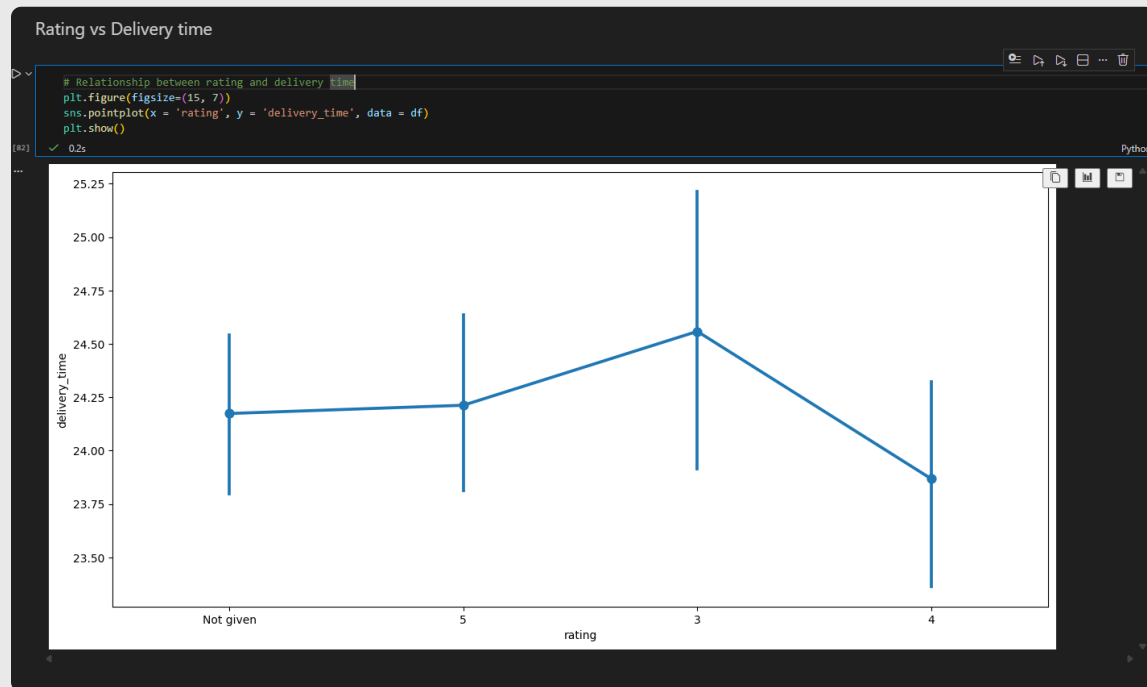 Rating vs Delivery time
# Relationship between rating and delivery time
plt.figure(figsize=(15, 7))
sns.pointplot(x = 'rating', y = 'delivery_time', data = df)
plt.show()
[82]
0.2s
Python
25.25
25.00
24.75
24.50
24.25
24.00
23.75
23.50
delivery_time
Not given 5 3 4
rating